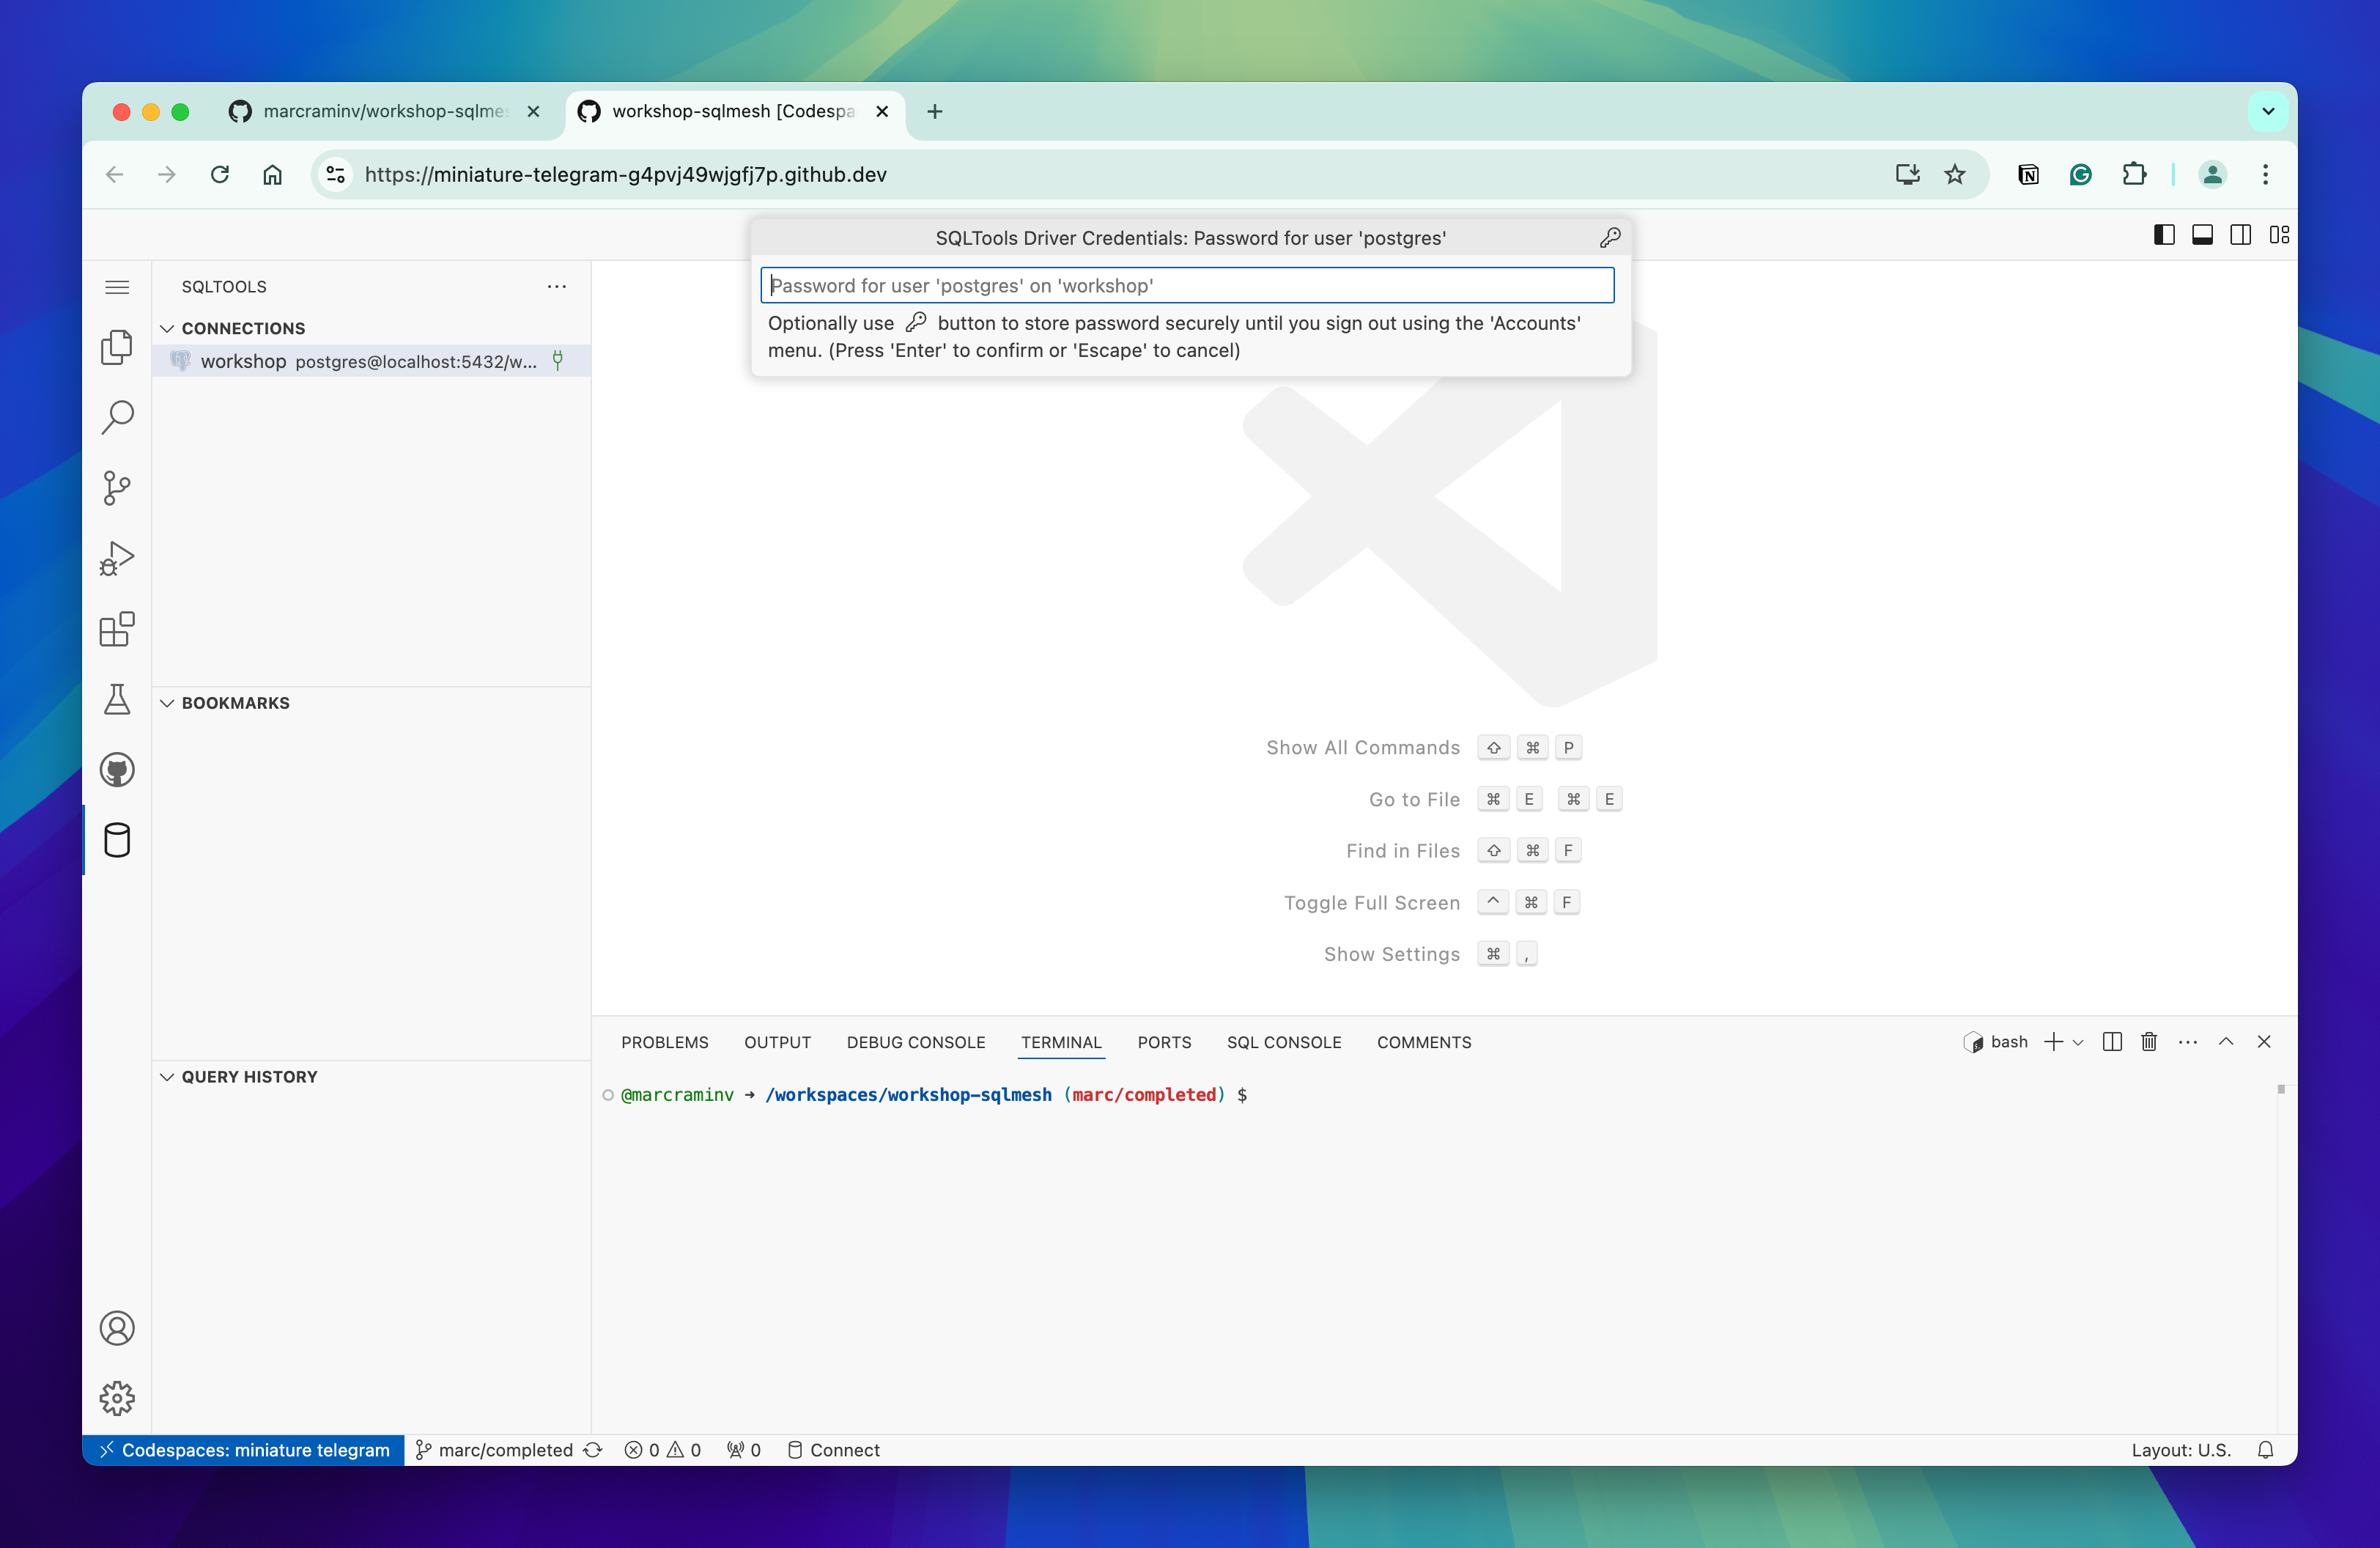 marcraminv/workshop-sqlmes
workshop-sqlmesh [Codespa
https://miniature-telegram-g4pvj49wjgfj7p.github.dev
SQLTools Driver Credentials: Password for user 'postgres'
Password for user 'postgres' on 'workshop'
Optionally use button to store password securely until you sign out using the 'Accounts'
menu. (Press 'Enter' to confirm or 'Escape' to cancel)
SQLTOOLS
CONNECTIONS
workshop postgres@localhost:5432/w...
BOOKMARKS
QUERY HISTORY
Show All Commands ⇧ ⌘ P
Go to File ⌘ E ⌘ E
Find in Files ⇧ ⌘ F
Toggle Full Screen ^ ⌘ F
Show Settings ⌘ ,
PROBLEMS OUTPUT DEBUG CONSOLE TERMINAL PORTS SQL CONSOLE COMMENTS bash
@marcraminv ➜ /workspaces/workshop-sqlmesh (marc/completed) $
Codespaces: miniature telegram marc/completed 0 0 0 Connect Layout: U.S.